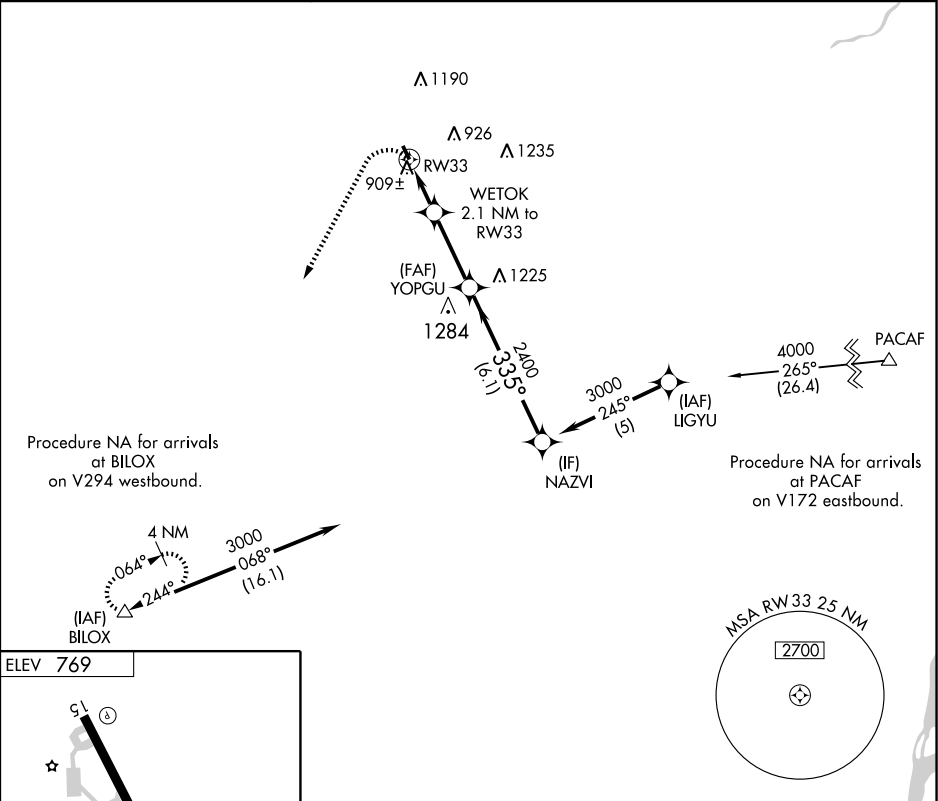 1190
926
1235
RW33
909±
WETOK
2.1 NM to
RW33
(FAF)
YOPGU
1225
1284
2400
335°
(6.1)
3000
245°
(5)
(IAF)
LIGYU
4000
265°
(26.4)
PACAF
(IF)
NAZVI
Procedure NA for arrivals
at BILOX
on V294 westbound.
Procedure NA for arrivals
at PACAF
on V172 eastbound.
4 NM
064°
244°
3000
068°
(16.1)
(IAF)
BILOX
MSA RW33 25 NM
2700
ELEV 769
15
P